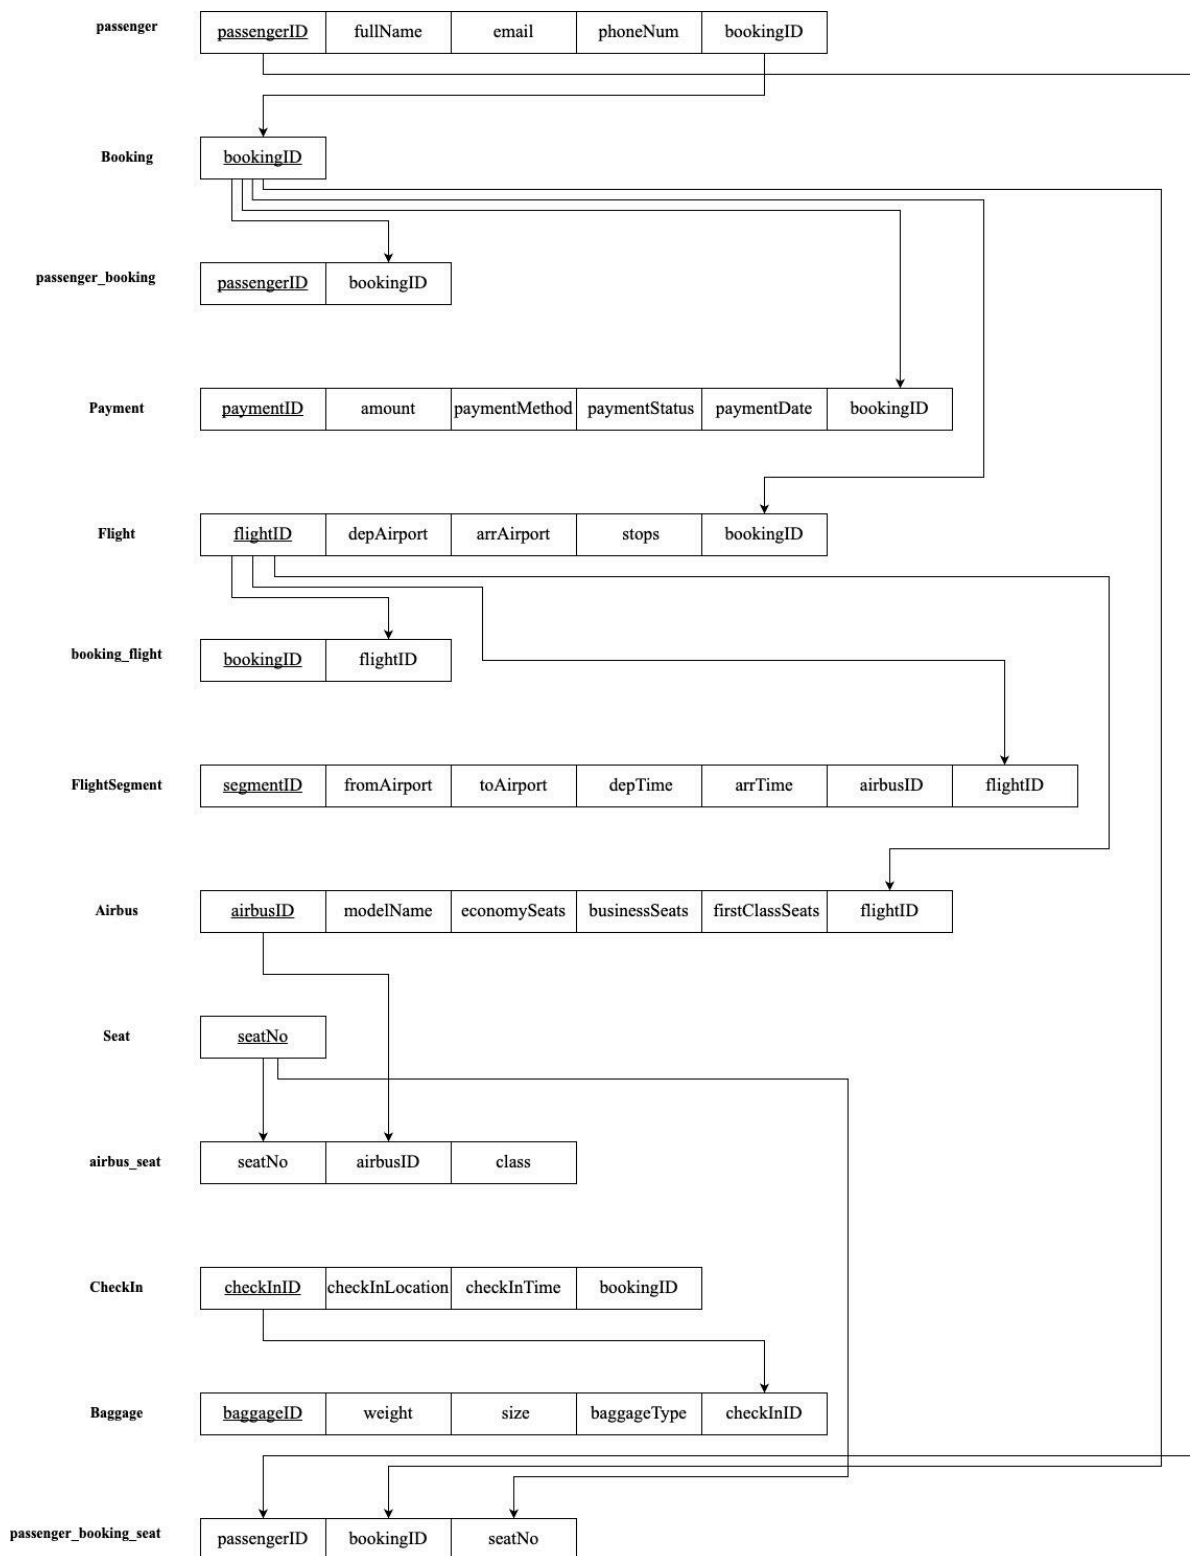 passenger passengerID fullName email phoneNum bookingID
Booking bookingID
passenger_booking passengerID bookingID
Payment paymentID amount paymentMethod paymentStatus paymentDate bookingID
Flight flightID depAirport arrAirport stops bookingID
booking_flight bookingID flightID
FlightSegment segmentID fromAirport toAirport depTime arrTime airbusID flightID
Airbus airbusID modelName economySeats businessSeats firstClassSeats flightID
Seat seatNo
airbus_seat seatNo airbusID class
CheckIn checkInID checkInLocation checkInTime bookingID
Baggage baggageID weight size baggageType checkInID
passenger_booking_seat passengerID bookingID seatNo